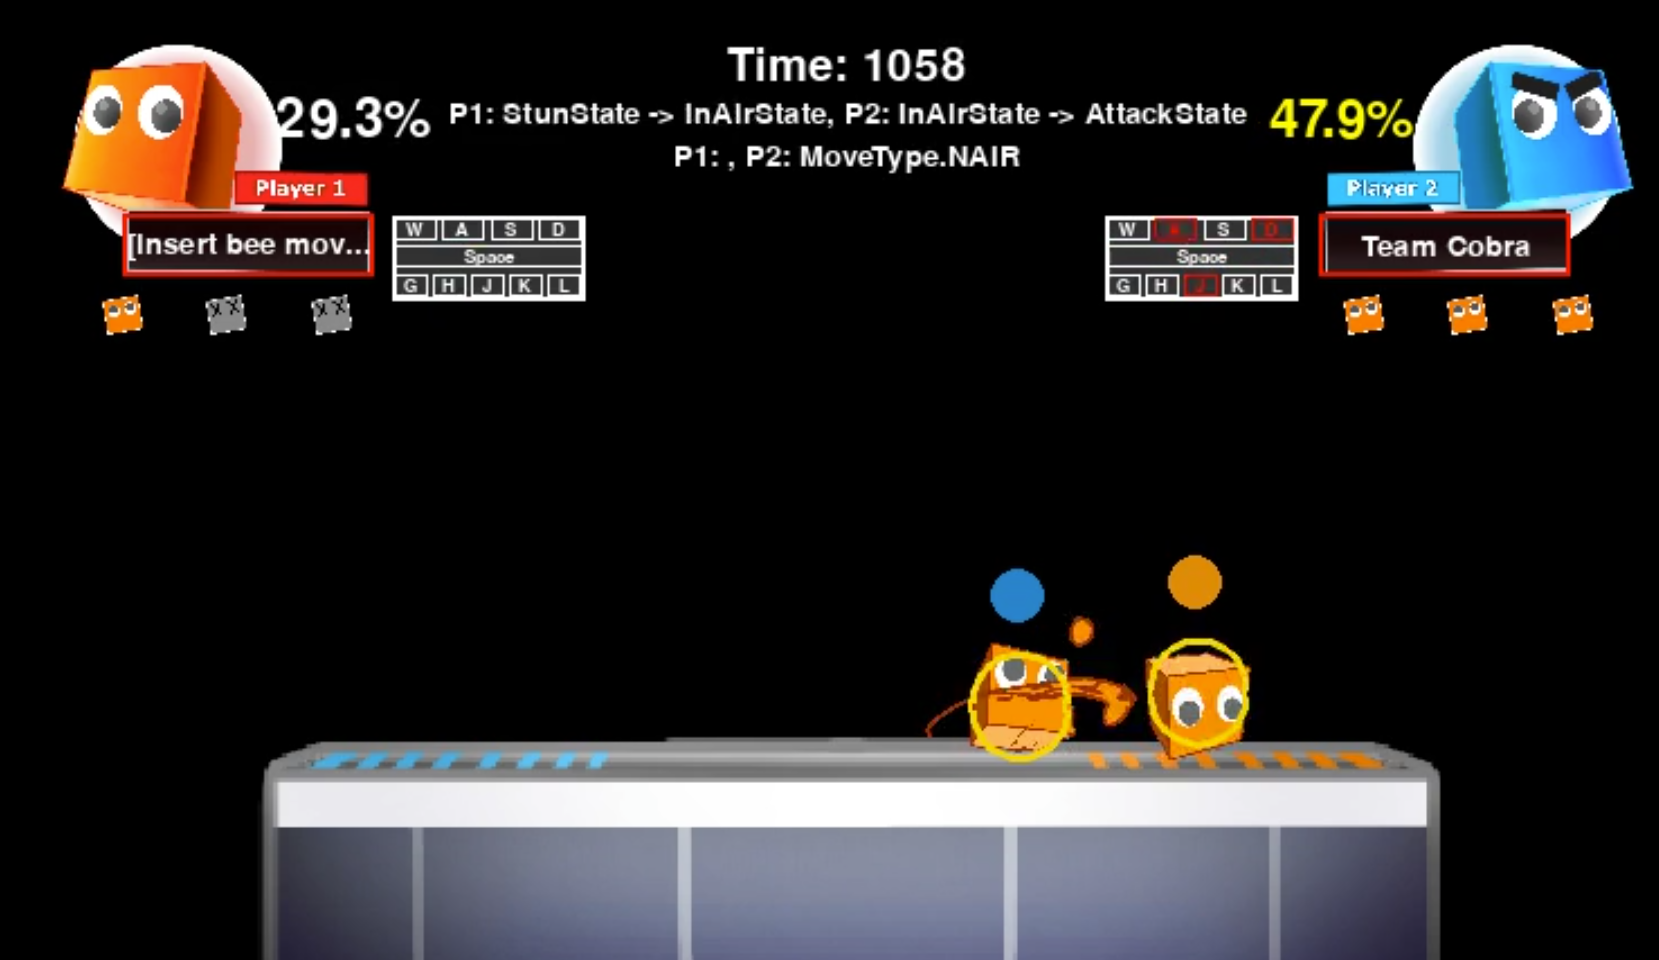 Time: 1058
29.3%
P1: StunState -> InAirState, P2: InAirState -> AttackState
47.9%
P1: , P2: MoveType.NAIR
Player 1
Player 2
[Insert bee mov...
Team Cobra
W A S D
Space
G H J K L
W A S D
Space
G H J K L